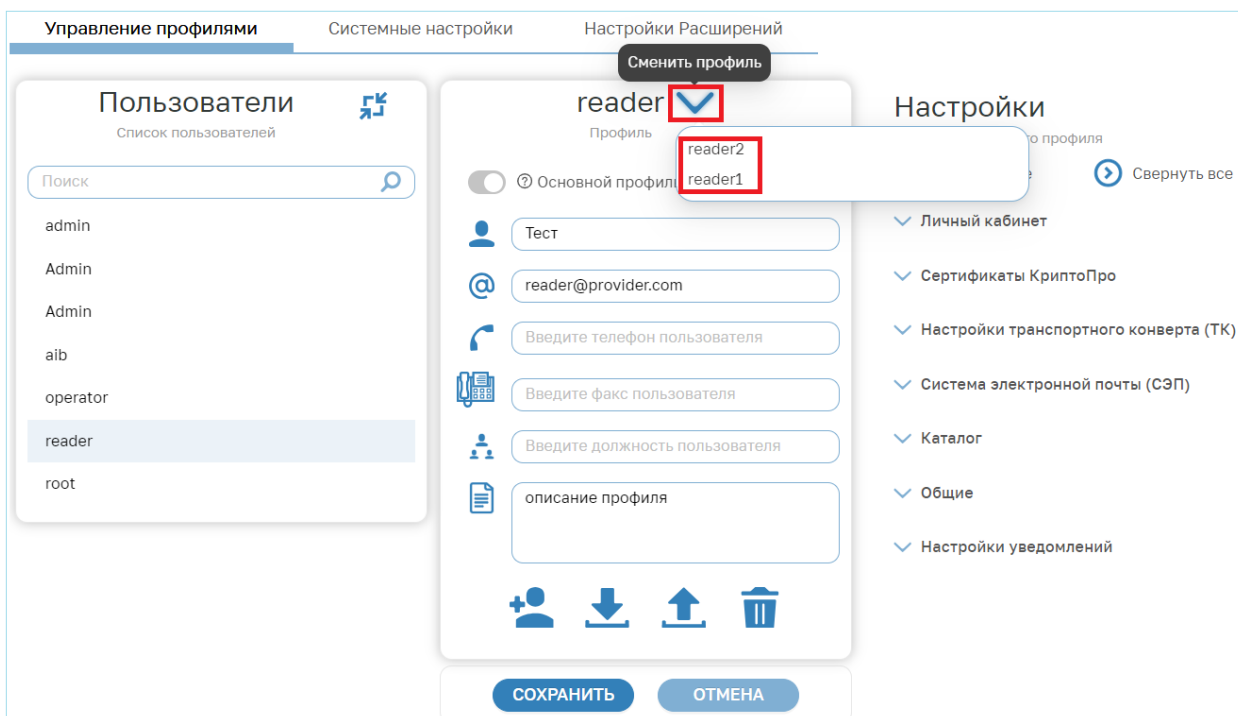 Управление профилями
Системные настройки
Настройки Расширений
Сменить профиль
Пользователи
Список пользователей
Поиск
admin
Admin
Admin
aib
operator
reader
root
reader
Профиль
reader2
reader1
Основной профиль
Тест
reader@provider.com
Введите телефон пользователя
Введите факс пользователя
Введите должность пользователя
описание профиля
СОХРАНИТЬ
ОТМЕНА
Настройки
профиля
Свернуть все
Личный кабинет
Сертификаты КриптоПро
Настройки транспортного конверта (ТК)
Система электронной почты (СЭП)
Каталог
Общие
Настройки уведомлений